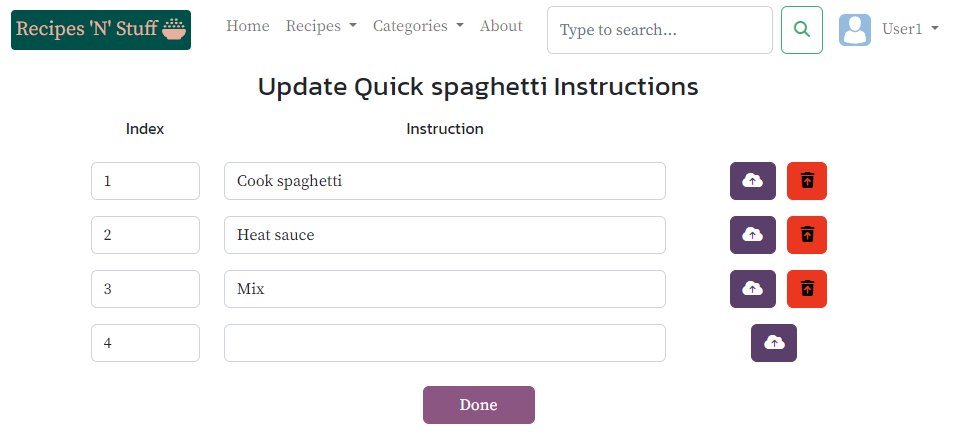 Recipes 'N' Stuff Home Recipes Categories About Type to search... User1
Update Quick spaghetti Instructions
Index Instruction
1 Cook spaghetti
2 Heat sauce
3 Mix
4
Done